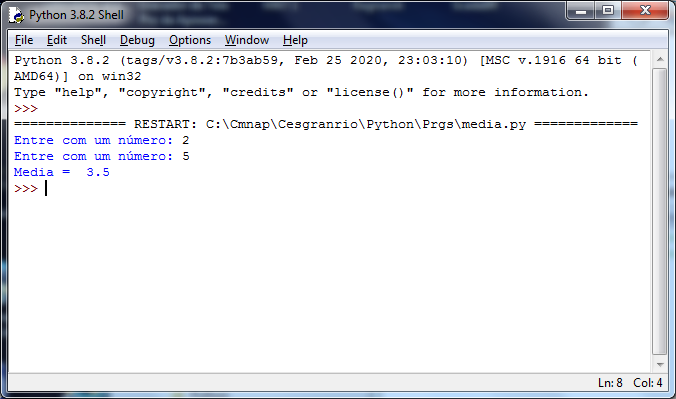 Python 3.8.2 Shell
File Edit Shell Debug Options Window Help
Python 3.8.2 (tags/v3.8.2:7b3ab59, Feb 25 2020, 23:03:10) [MSC v.1916 64 bit (
AMD64)] on win32
Type "help", "copyright", "credits" or "license()" for more information.
>>>
============== RESTART: C:\Cmnap\Cesgranrio\Python\Prgs\media.py =============
Entre com um número: 2
Entre com um número: 5
Media =  3.5
>>>
Ln: 8 Col: 4